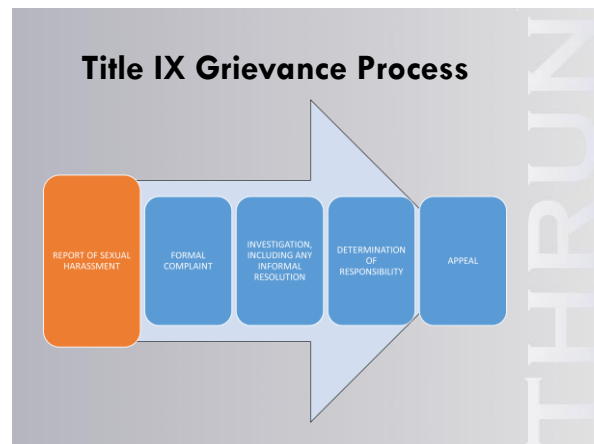 Title IX Grievance Process
REPORT OF SEXUAL
HARASSMENT
FORMAL
COMPLAINT
INVESTIGATION,
INCLUDING ANY
INFORMAL
RESOLUTION
DETERMINATION
OF
RESPONSIBILITY
APPEAL
THRUN